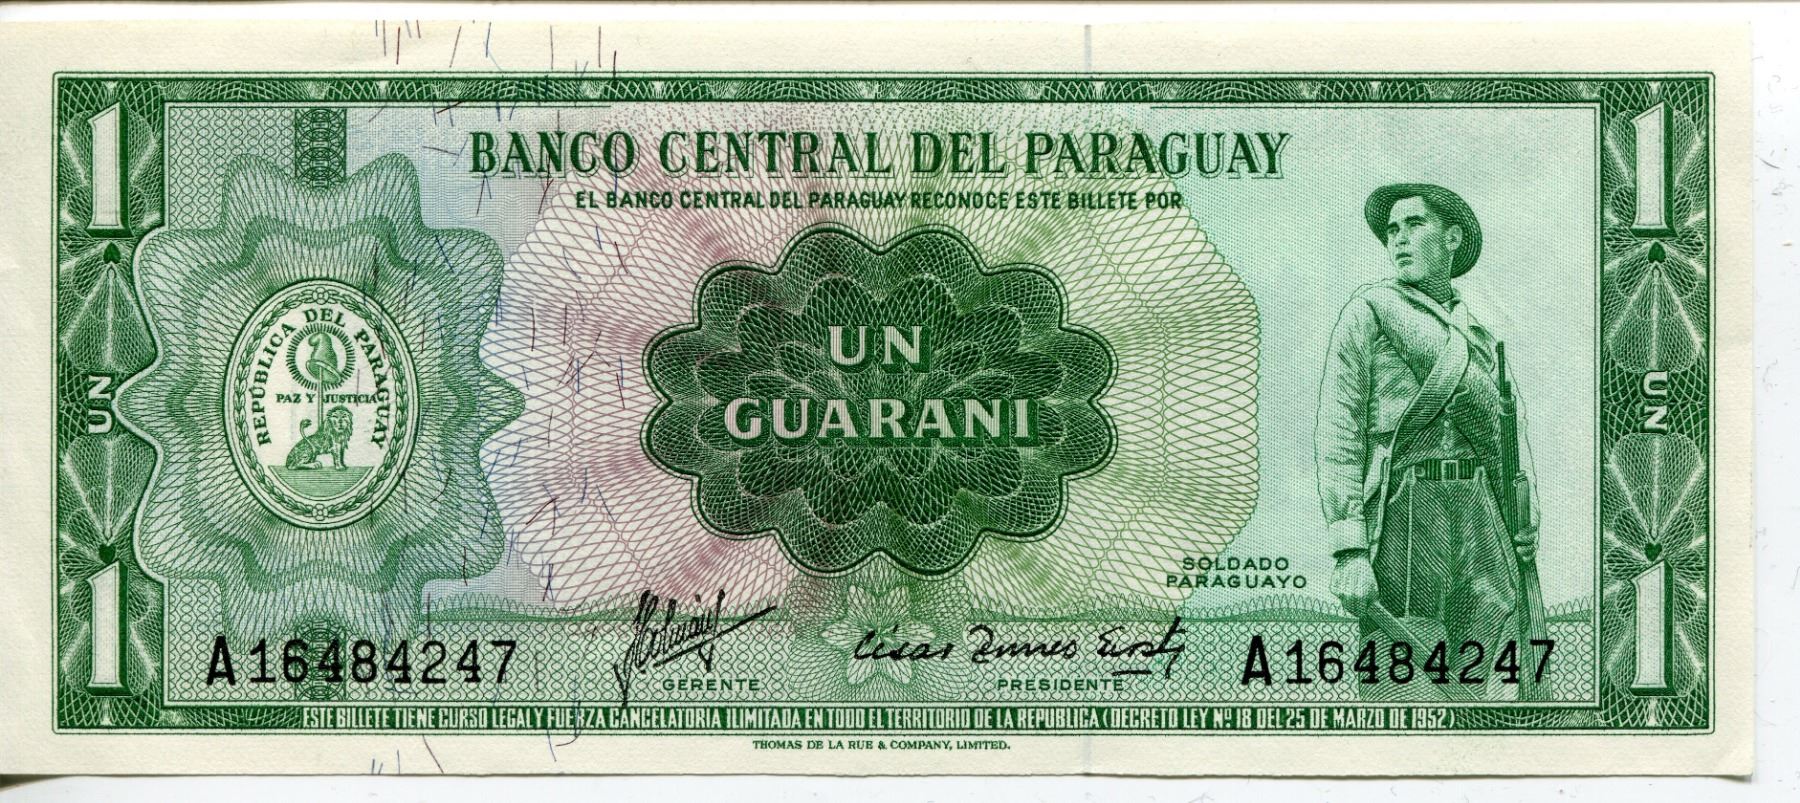 1
1
BANCO CENTRAL DEL PARAGUAY
EL BANCO CENTRAL DEL PARAGUAY RECONOCE ESTE BILLETE POR
REPÚBLICA DEL PARAGUAY
PAZ Y JUSTICIA
UN
UN
GUARANI
UN
SOLDADO
PARAGUAYO
1
1
A16484247
GERENTE
PRESIDENTE
A16484247
ESTE BILLETE TIENE CURSO LEGAL Y FUERZA CANCELATORIA ILIMITADA EN TODO EL TERRITORIO DE LA REPUBLICA (DECRETO LEY Nº 18 DEL 25 DE MARZO DE 1952)
THOMAS DE LA RUE & COMPANY, LIMITED.